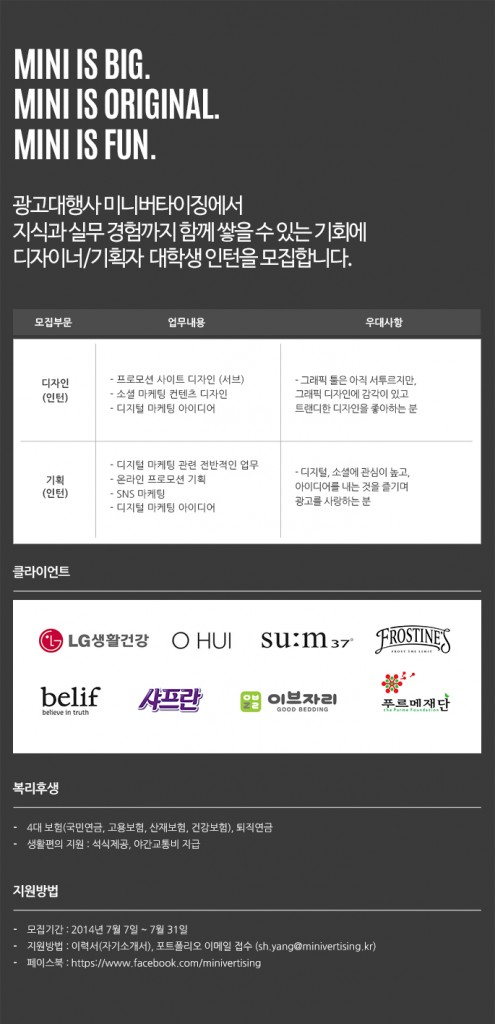 MINI IS BIG.
MINI IS ORIGINAL.
MINI IS FUN.
광고대행사 미니버타이징에서
지식과 실무 경험까지 함께 쌓을 수 있는 기회에
디자이너/기획자 대학생 인턴을 모집합니다.
모집부문 업무내용 우대사항
디자인
(인턴)
- 프로모션 사이트 디자인 (서브)
- 소셜 마케팅 컨텐츠 디자인
- 디지털 마케팅 아이디어
- 그래픽 툴은 아직 서투르지만,
그래픽 디자인에 감각이 있고
트랜디한 디자인을 좋아하는 분
기획
(인턴)
- 디지털 마케팅 관련 전반적인 업무
- 온라인 프로모션 기획
- SNS 마케팅
- 디지털 마케팅 아이디어
- 디지털, 소셜에 관심이 높고,
아이디어를 내는 것을 즐기며
광고를 사랑하는 분
클라이언트
LG생활건강 O HUI su:m37° FROSTINE'S
belif
believe in truth
샤프란
이브자리
GOOD BEDDING
푸르메재단
the Purme Foundation
복리후생
- 4대 보험(국민연금, 고용보험, 산재보험, 건강보험), 퇴직연금
- 생활편의 지원 : 석식제공, 야간교통비 지급
지원방법
- 모집기간 : 2014년 7월 7일 ~ 7월 31일
- 지원방법 : 이력서(자기소개서), 포트폴리오 이메일 접수 (sh.yang@minivertising.kr)
- 페이스북 : https://www.facebook.com/minivertising